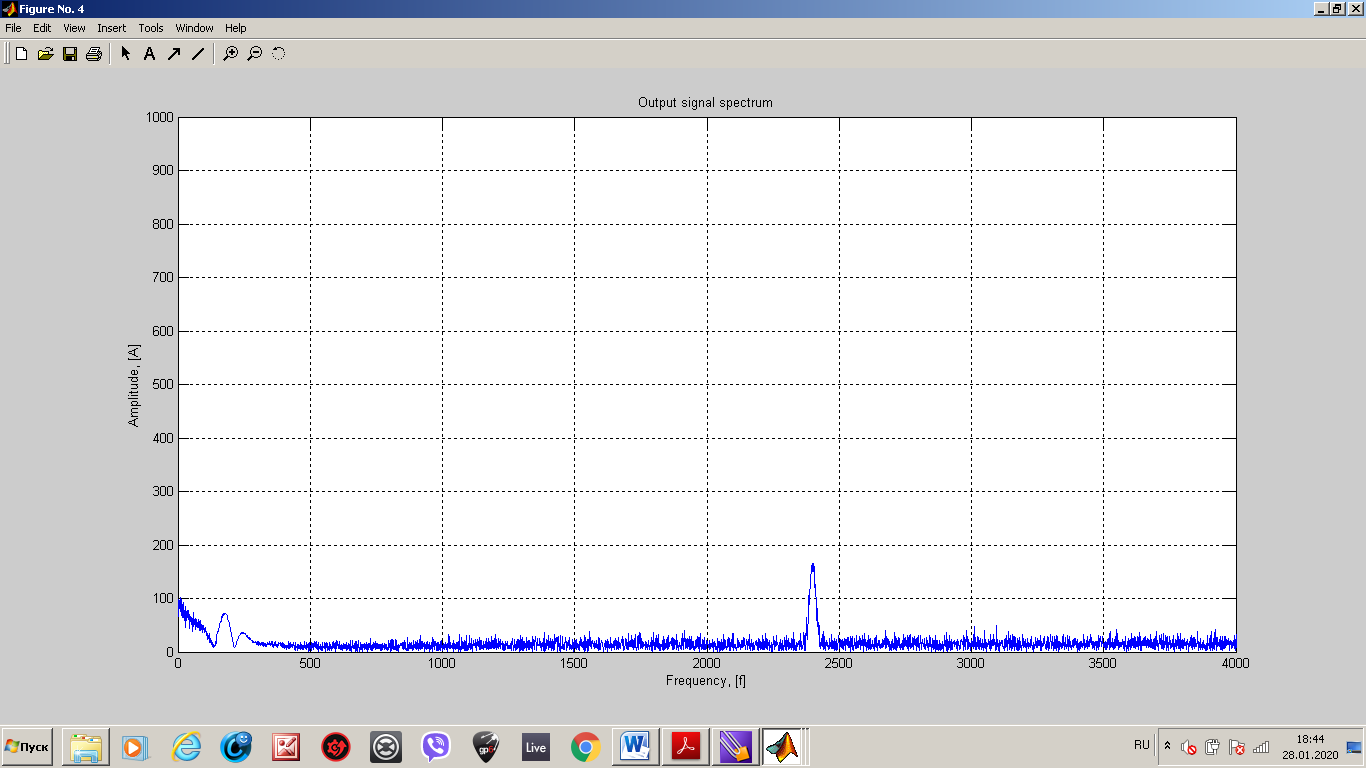 Figure No. 4
File Edit View Insert Tools Window Help
A
Output signal spectrum
1000
900
800
700
600
500
400
300
200
100
0
Amplitude, [A]
0 500 1000 1500 2000 2500 3000 3500 4000
Frequency, [f]
Пуск
gp6
Live
W
RU
18:44
28.01.2020